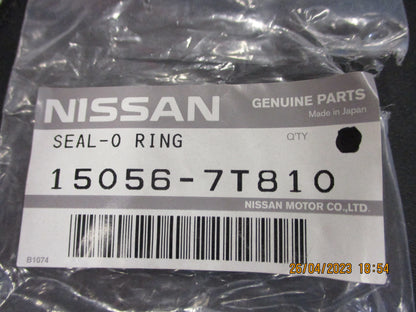 NISSAN
GENUINE PARTS
Made in Japan
SEAL-O RING
Q'TY
15056-7T810
NISSAN MOTOR CO.,LTD.
B1074
25/04/2023 18:54